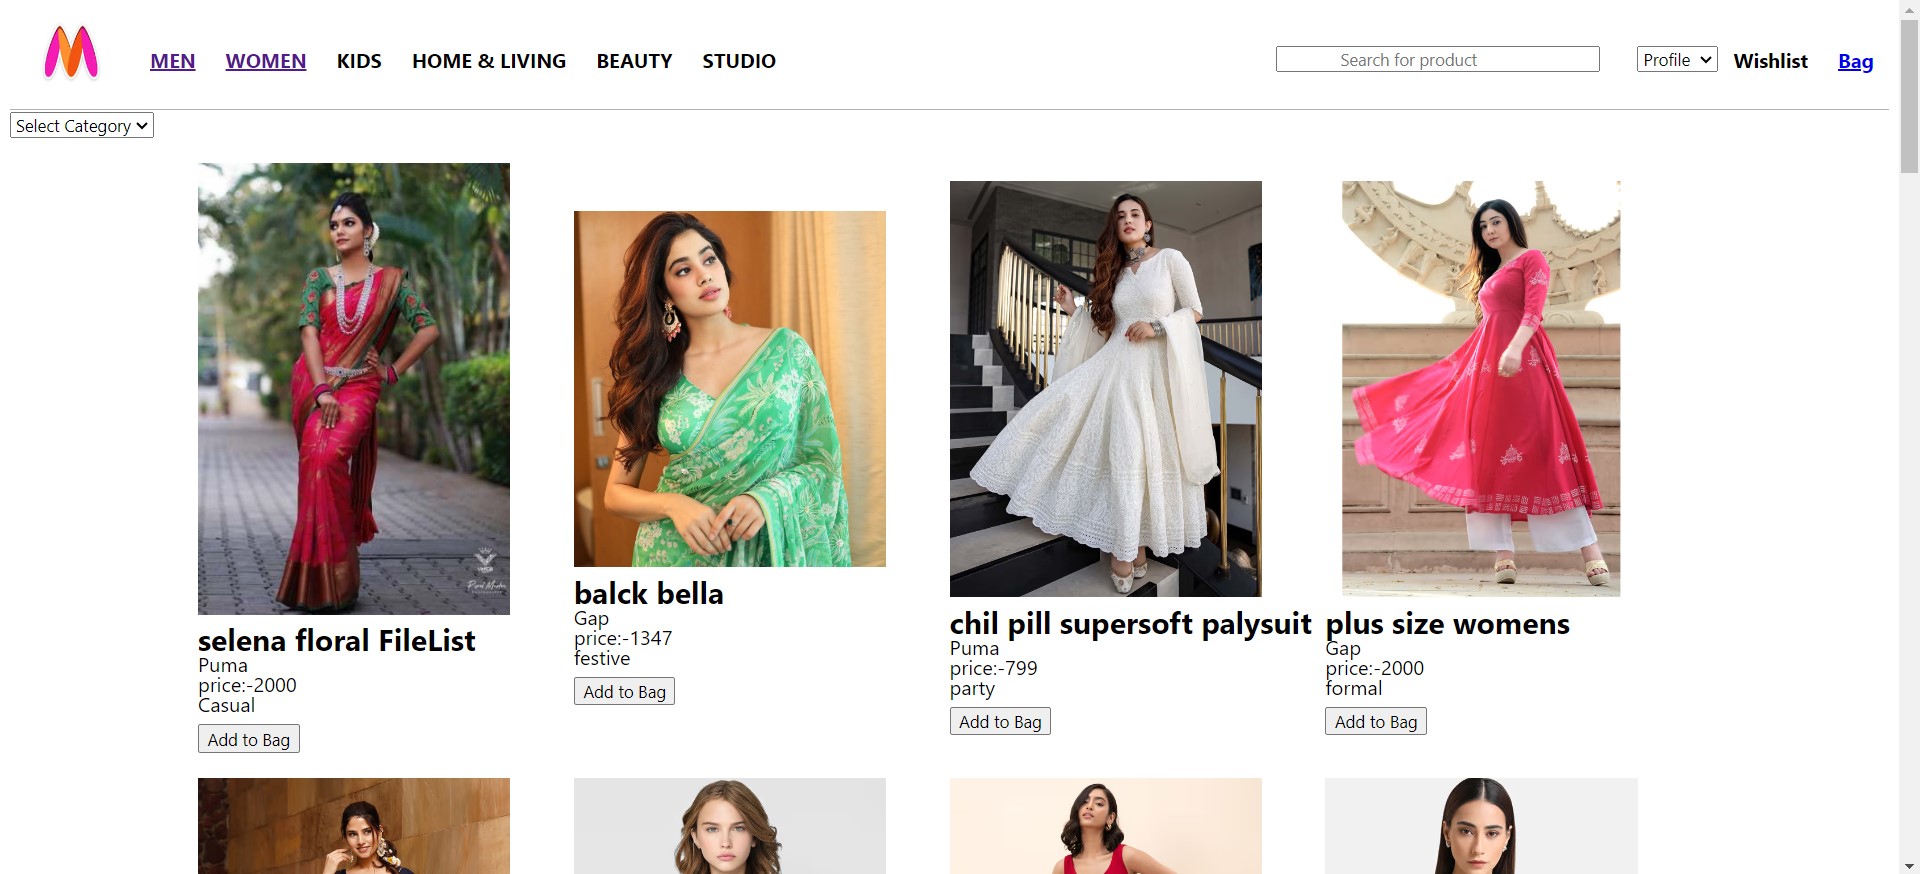 MEN WOMEN KIDS HOME & LIVING BEAUTY STUDIO Search for product Profile Wishlist Bag
Select Category
selena floral FileList
Puma
price:-2000
Casual
Add to Bag
balck bella
Gap
price:-1347
festive
Add to Bag
chil pill supersoft palysuit
Puma
price:-799
party
Add to Bag
plus size womens
Gap
price:-2000
formal
Add to Bag